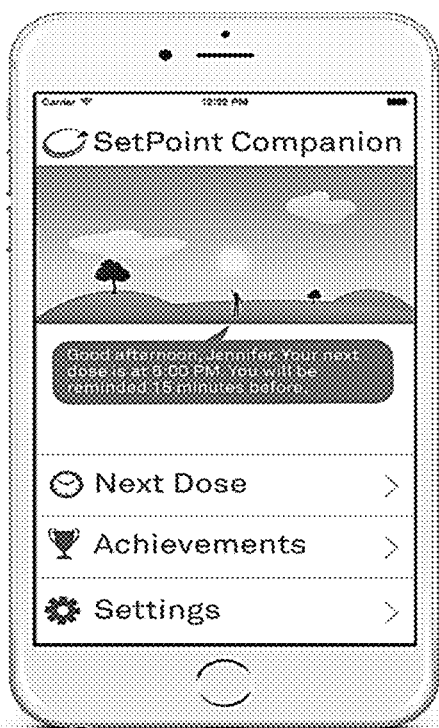 Carrier 12:22 PM
SetPoint Companion
Good afternoon, Jennifer. Your next
dose is at 6:00 PM. You will be
reminded 15 minutes before.
Next Dose
Achievements
Settings